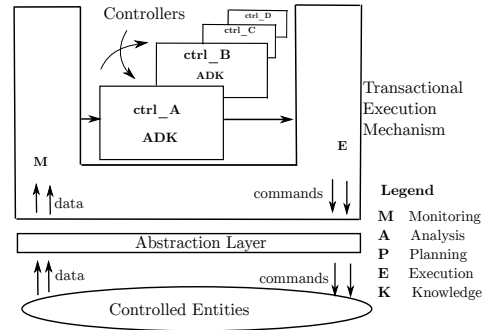 Controllers
ctrl_D
ctrl_C
ctrl_B
ADK
ctrl_A
ADK
Transactional
Execution
Mechanism
M
E
data
commands
Legend
M Monitoring
A Analysis
P Planning
E Execution
K Knowledge
Abstraction Layer
data
commands
Controlled Entities